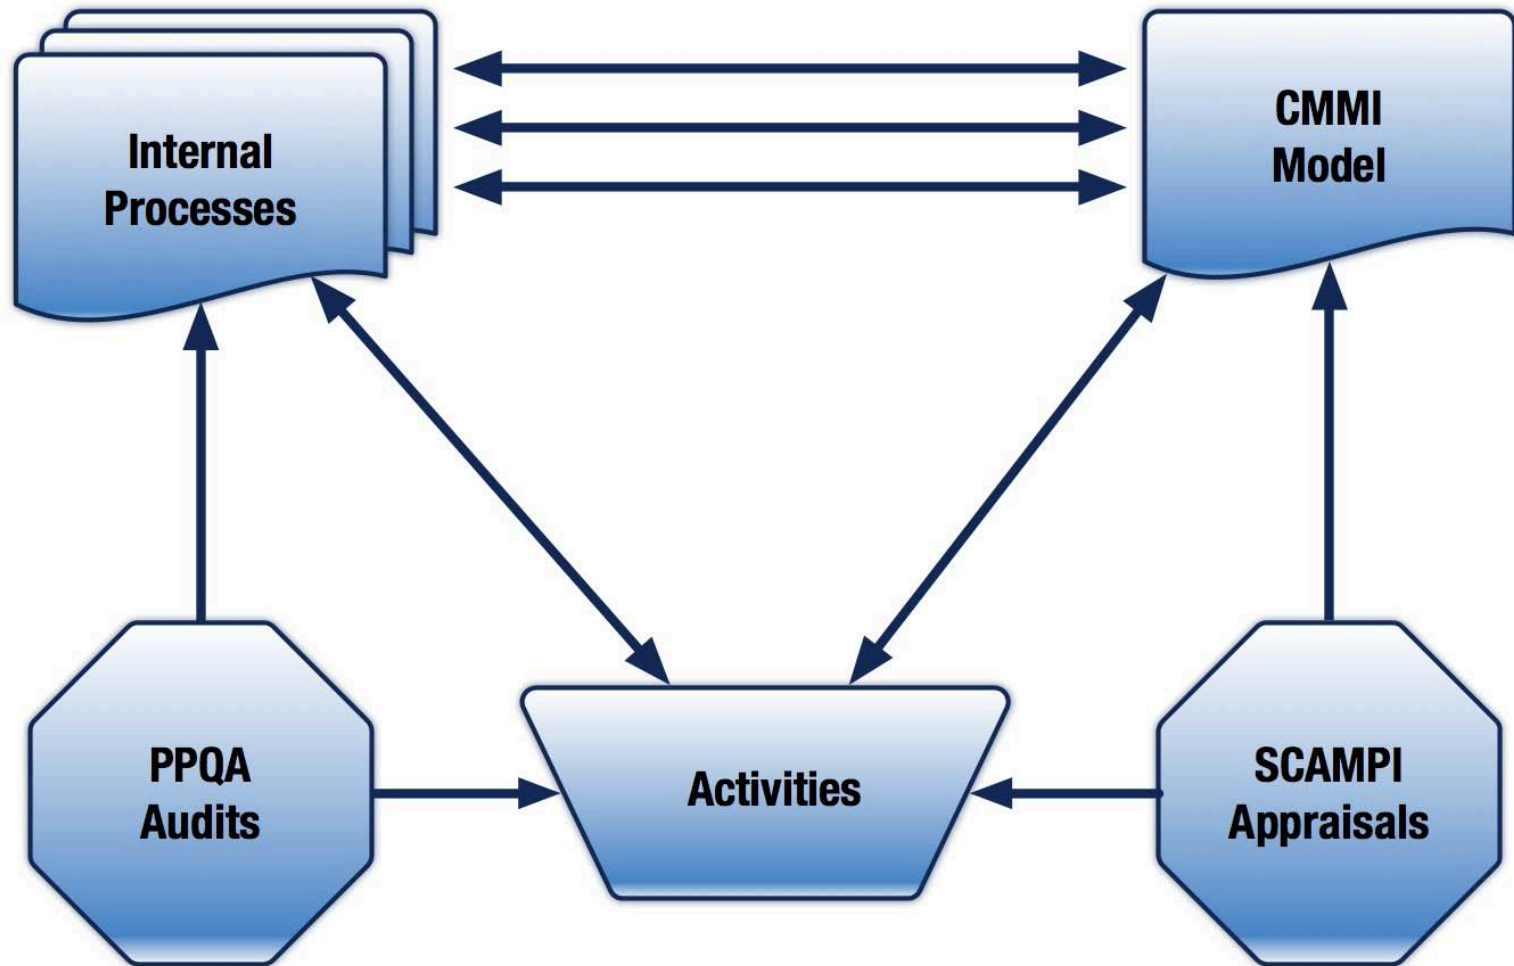 Internal
Processes
CMMI
Model
PPQA
Audits
Activities
SCAMPI
Appraisals